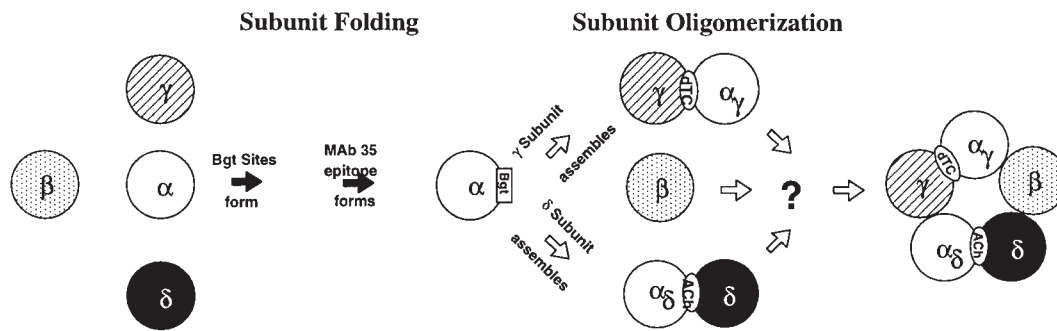 Subunit Folding
Subunit Oligomerization
γ
β
α
δ
Bgt Sites
form
MAb 35
epitone
forms
α
Bgt
γ Subunit
assembles
δ Subunit
assembles
γ
dTC
αγ
β
αδ
ACh
δ
?
αγ
dTC
γ
β
αδ
ACh
δ